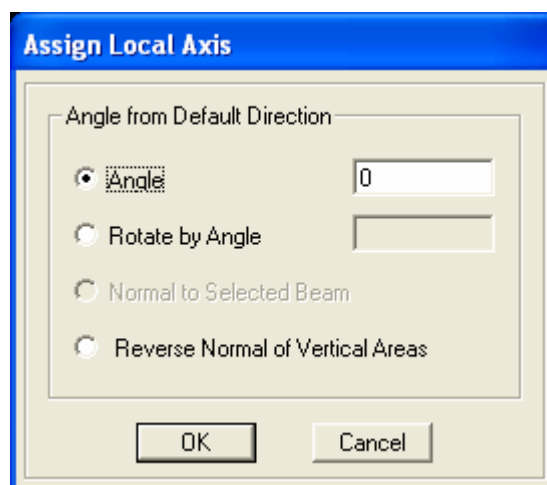 Assign Local Axis
Angle from Default Direction
Angle 0
Rotate by Angle
Normal to Selected Beam
Reverse Normal of Vertical Areas
OK Cancel